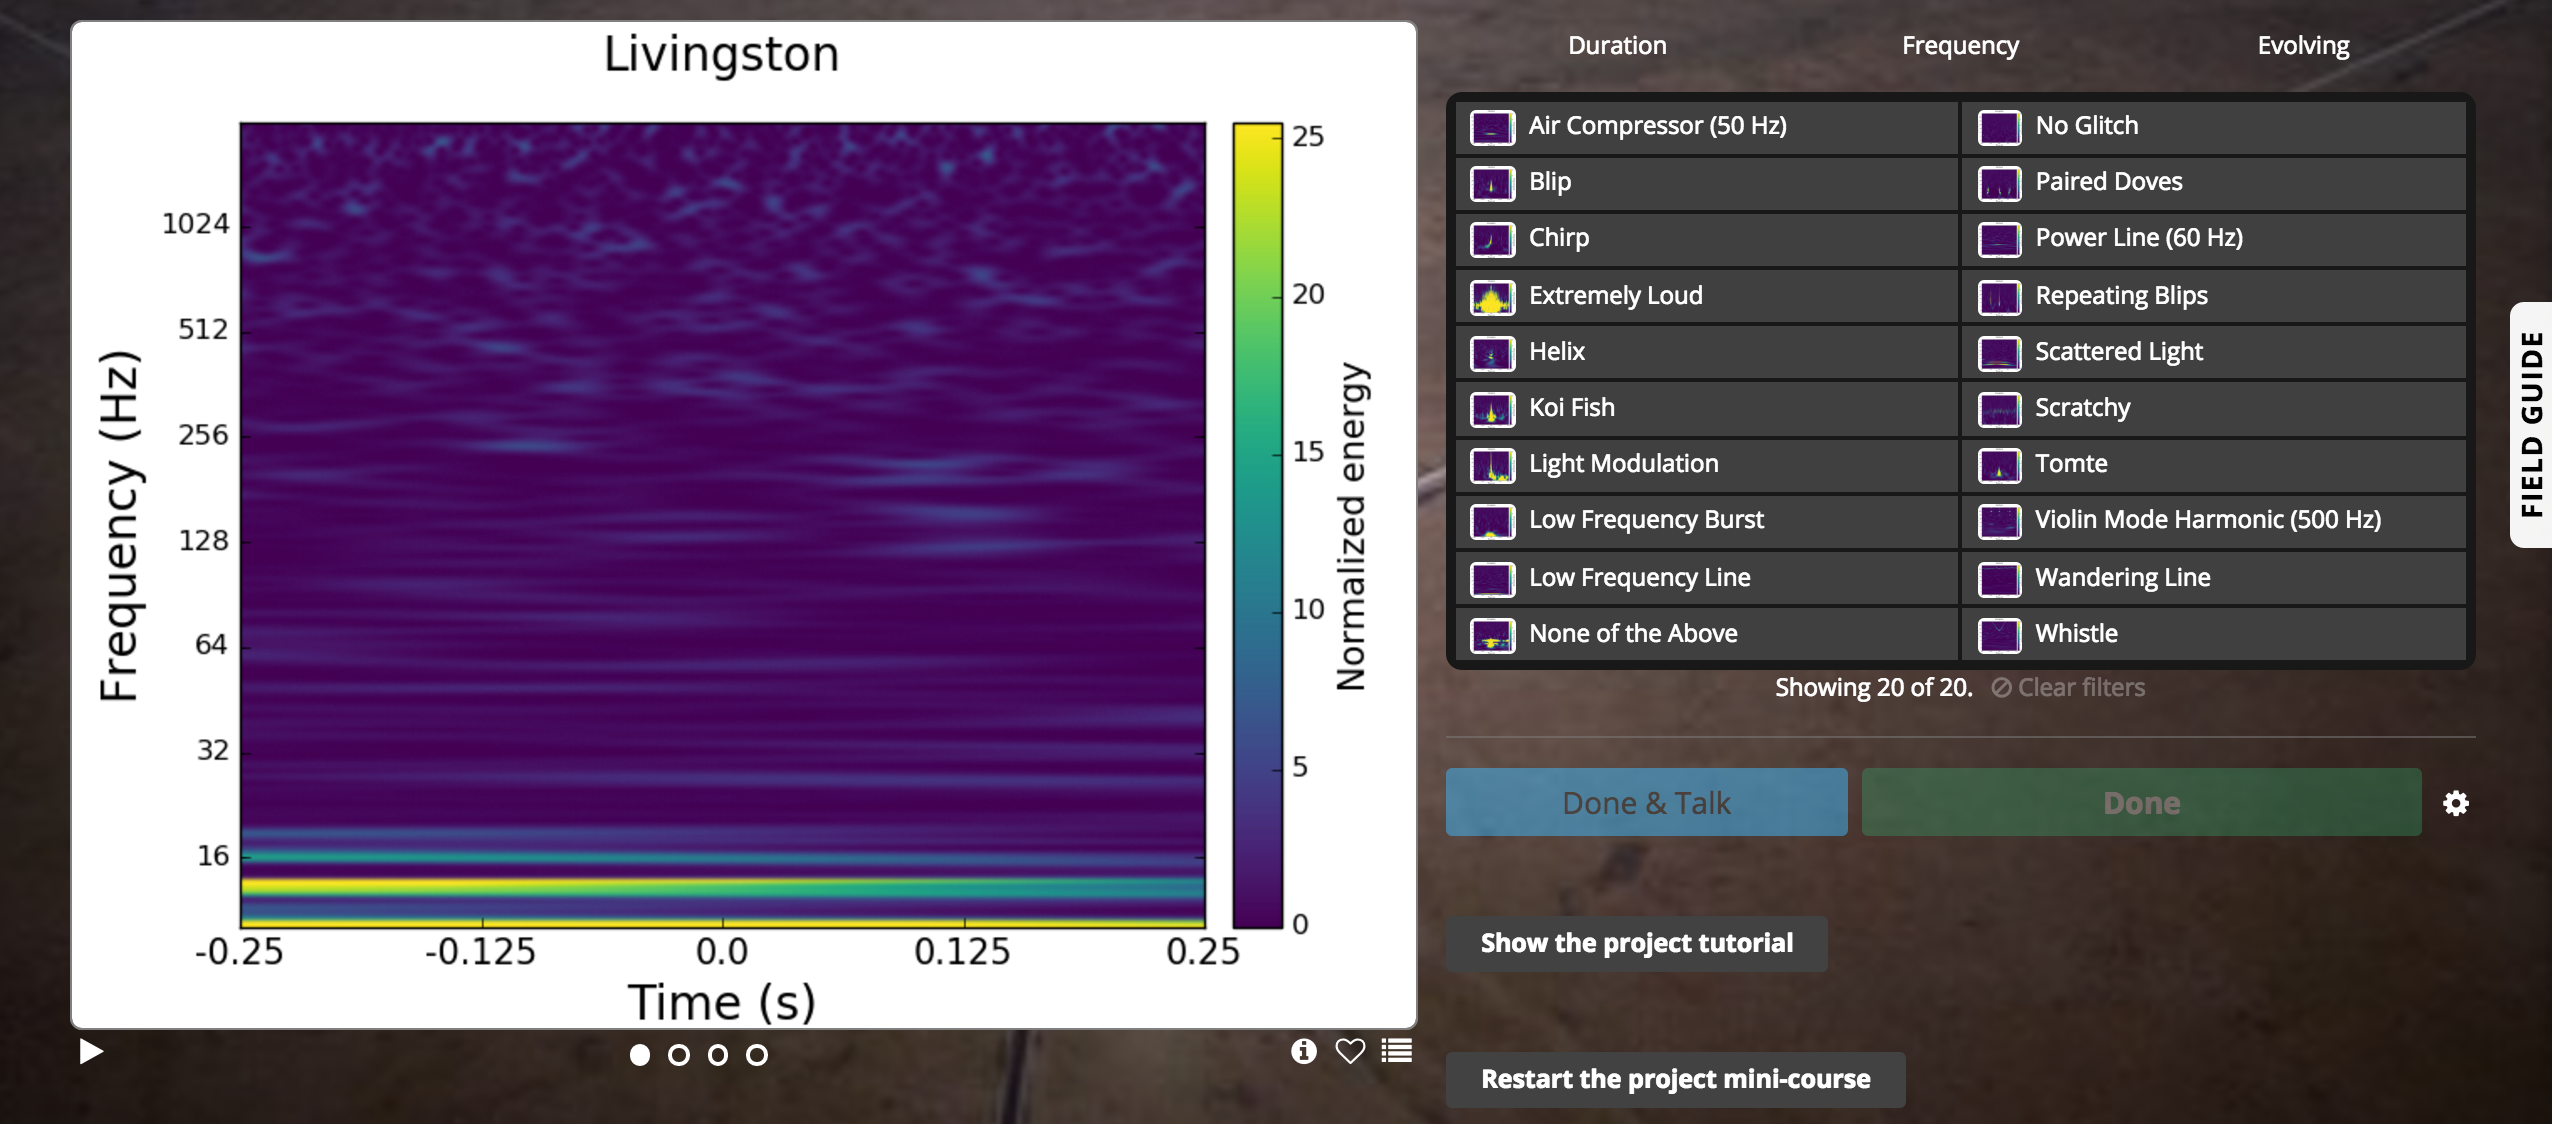 Livingston
1024
512
256
128
64
32
16
Frequency (Hz)
-0.25
-0.125
0.0
0.125
0.25
Time (s)
25
20
15
10
5
0
Normalized energy
Duration
Frequency
Evolving
Air Compressor (50 Hz)
No Glitch
Blip
Paired Doves
Chirp
Power Line (60 Hz)
Extremely Loud
Repeating Blips
Helix
Scattered Light
Koi Fish
Scratchy
Light Modulation
Tomte
Low Frequency Burst
Violin Mode Harmonic (500 Hz)
Low Frequency Line
Wandering Line
None of the Above
Whistle
Showing 20 of 20.
Clear filters
Done & Talk
Done
Show the project tutorial
Restart the project mini-course
FIELD GUIDE